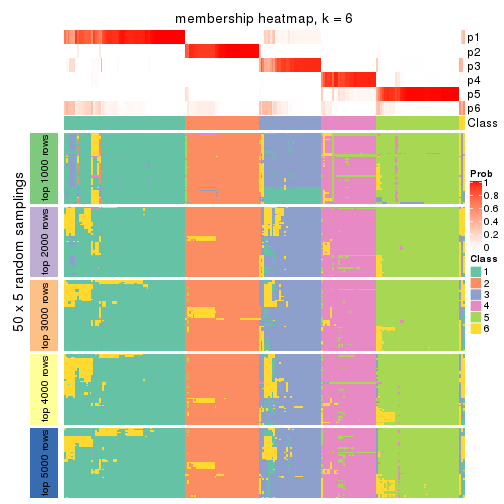 membership heatmap, k = 6
p1
p2
p3
p4
p5
p6
Class
50 x 5 random samplings
top 1000 rows
top 2000 rows
top 3000 rows
top 4000 rows
top 5000 rows
Prob
1
0.8
0.6
0.4
0.2
0
Class
1
2
3
4
5
6